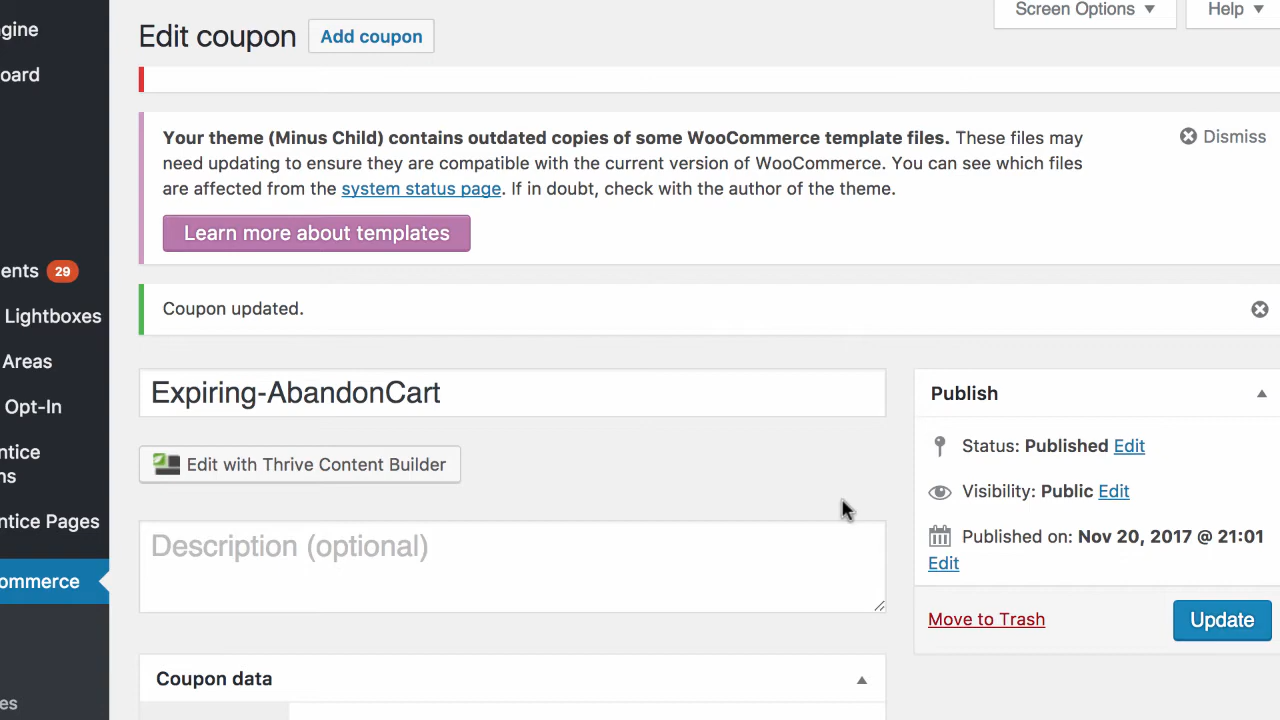 Screen Options
Help
Edit coupon
Add coupon
Your theme (Minus Child) contains outdated copies of some WooCommerce template files. These files may
need updating to ensure they are compatible with the current version of WooCommerce. You can see which files
are affected from the system status page. If in doubt, check with the author of the theme.
Dismiss
Learn more about templates
Coupon updated.
Expiring-AbandonCart
Edit with Thrive Content Builder
Description (optional)
Coupon data
Publish
Status: Published Edit
Visibility: Public Edit
Published on: Nov 20, 2017 @ 21:01
Edit
Move to Trash
Update
gine
oard
ents 29
Lightboxes
Areas
Opt-In
ntice
ns
ntice Pages
ommerce
es